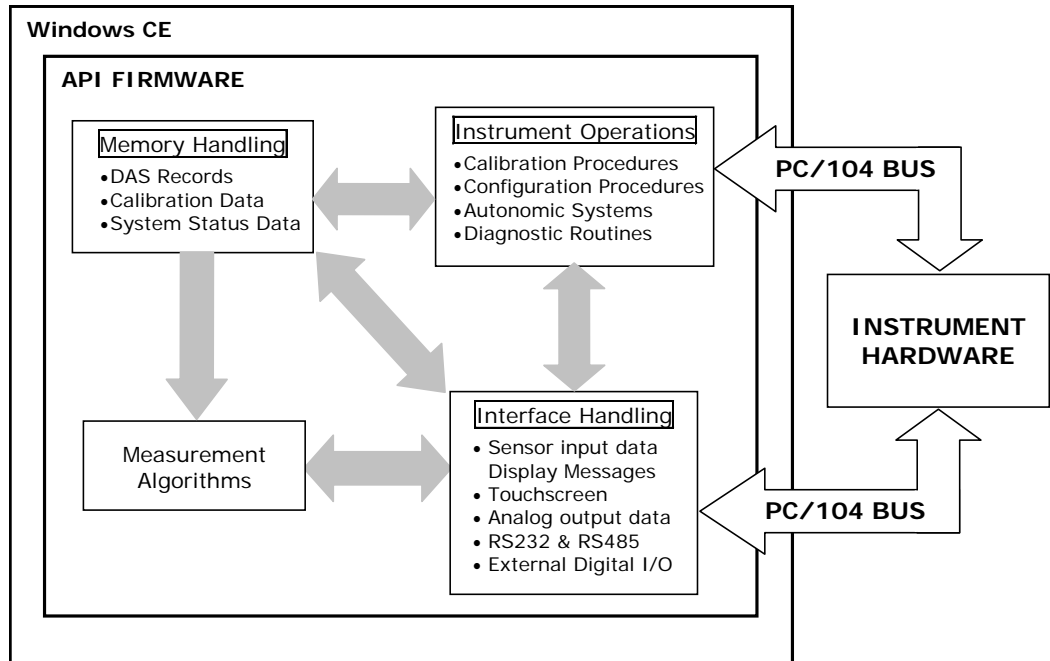 Windows CE
API FIRMWARE
Memory Handling
•DAS Records
•Calibration Data
•System Status Data
Instrument Operations
•Calibration Procedures
•Configuration Procedures
•Autonomic Systems
•Diagnostic Routines
PC/104 BUS
INSTRUMENT
HARDWARE
Measurement
Algorithms
Interface Handling
• Sensor input data
Display Messages
• Touchscreen
• Analog output data
• RS232 & RS485
• External Digital I/O
PC/104 BUS